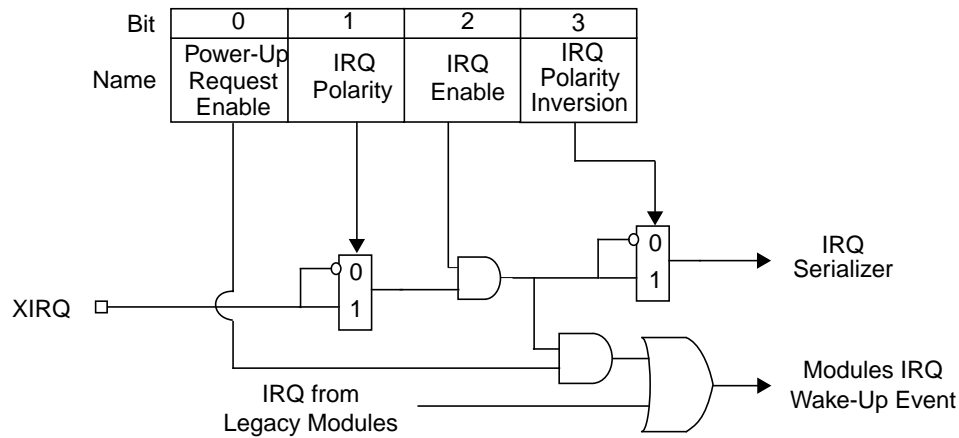 Bit 0 1 2 3
Name
Power-Up
Request
Enable
IRQ
Polarity
IRQ
Enable
IRQ
Polarity
Inversion
0
1
0
1
IRQ
Serializer
XIRQ
IRQ from
Legacy Modules
Modules IRQ
Wake-Up Event